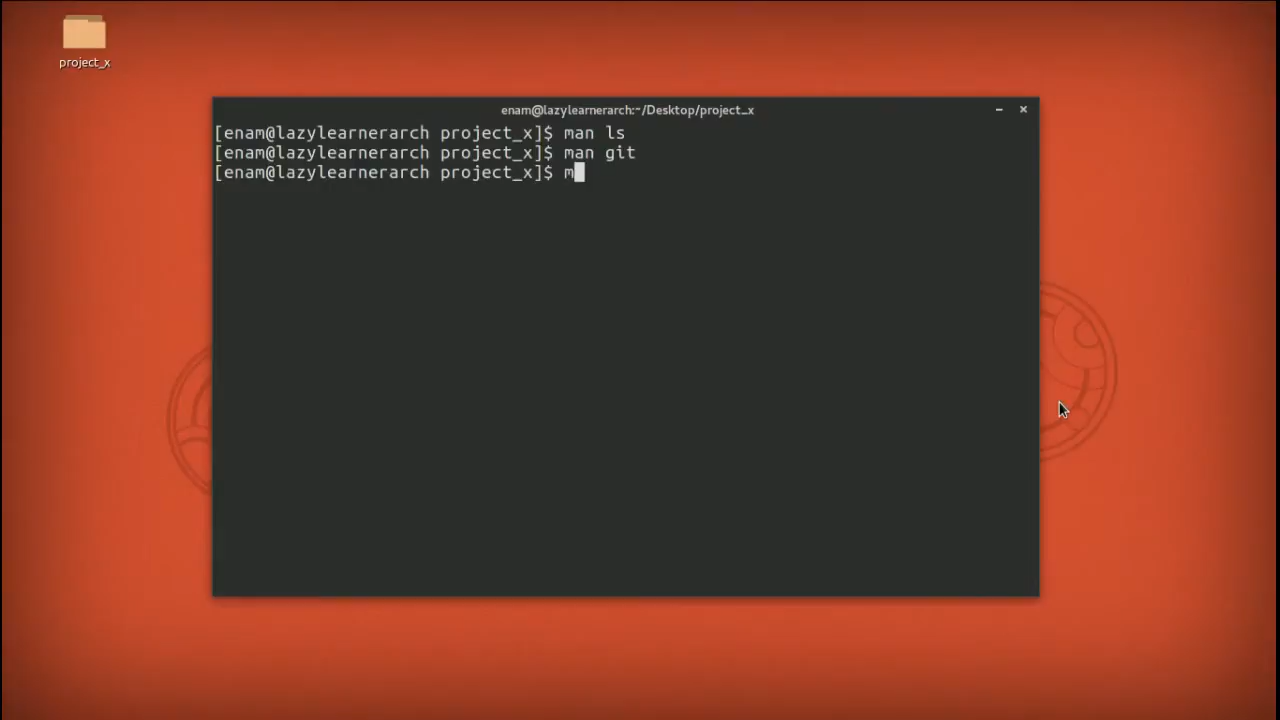 project_x
enam@lazylearnerarch:~/Desktop/project_x
[enam@lazylearnerarch project_x]$ man ls
[enam@lazylearnerarch project_x]$ man git
[enam@lazylearnerarch project_x]$ m